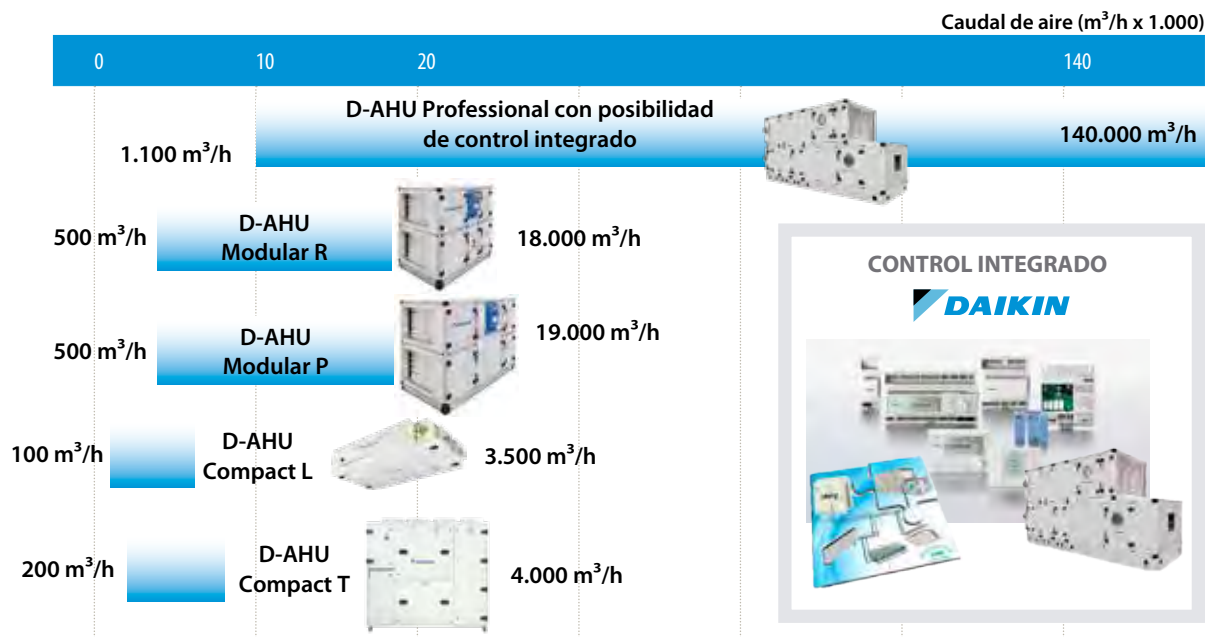 Caudal de aire (m³/h x 1.000)
0 10 20 140
D-AHU Professional con posibilidad
de control integrado
1.100 m³/h
140.000 m³/h
500 m³/h
D-AHU
Modular R
18.000 m³/h
500 m³/h
D-AHU
Modular P
19.000 m³/h
100 m³/h
D-AHU
Compact L
3.500 m³/h
200 m³/h
D-AHU
Compact T
4.000 m³/h
CONTROL INTEGRADO
DAIKIN